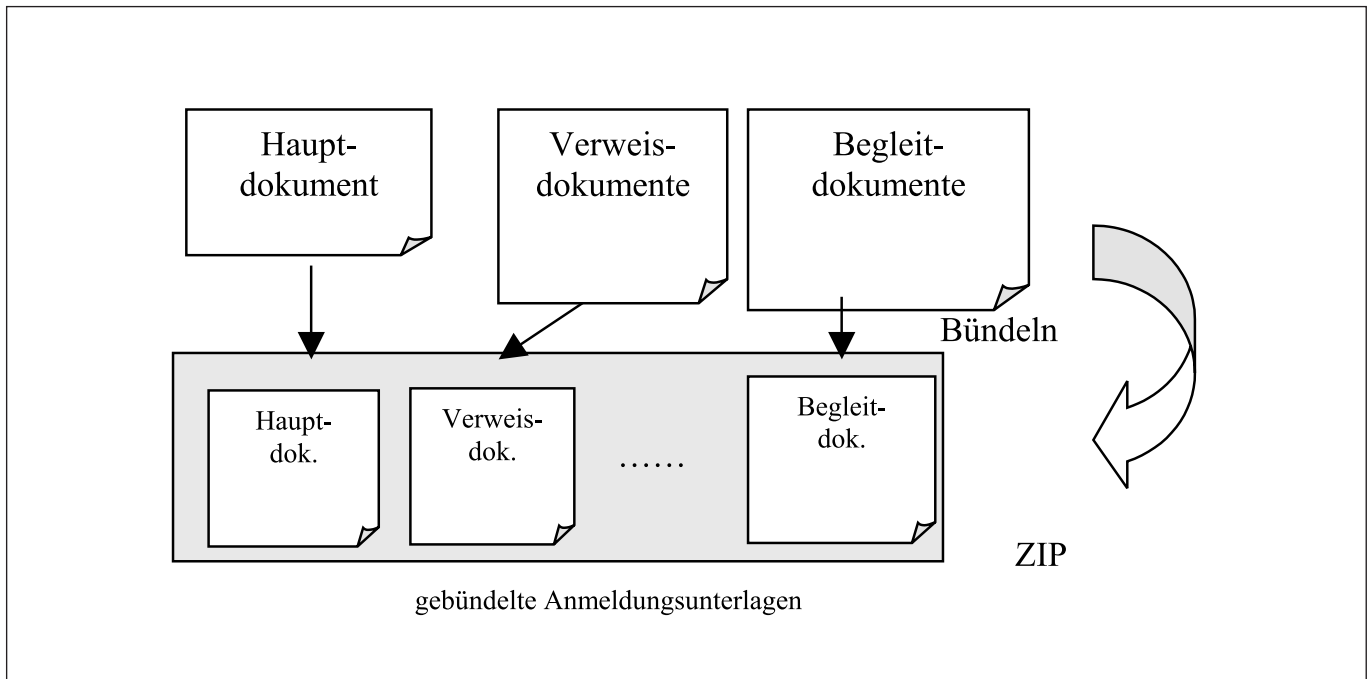 Haupt-
dokument
Verweis-
dokumente
Begleit-
dokumente
Bündeln
Haupt-
dok.
Verweis-
dok.
……
Begleit-
dok.
ZIP
gebündelte Anmeldungsunterlagen